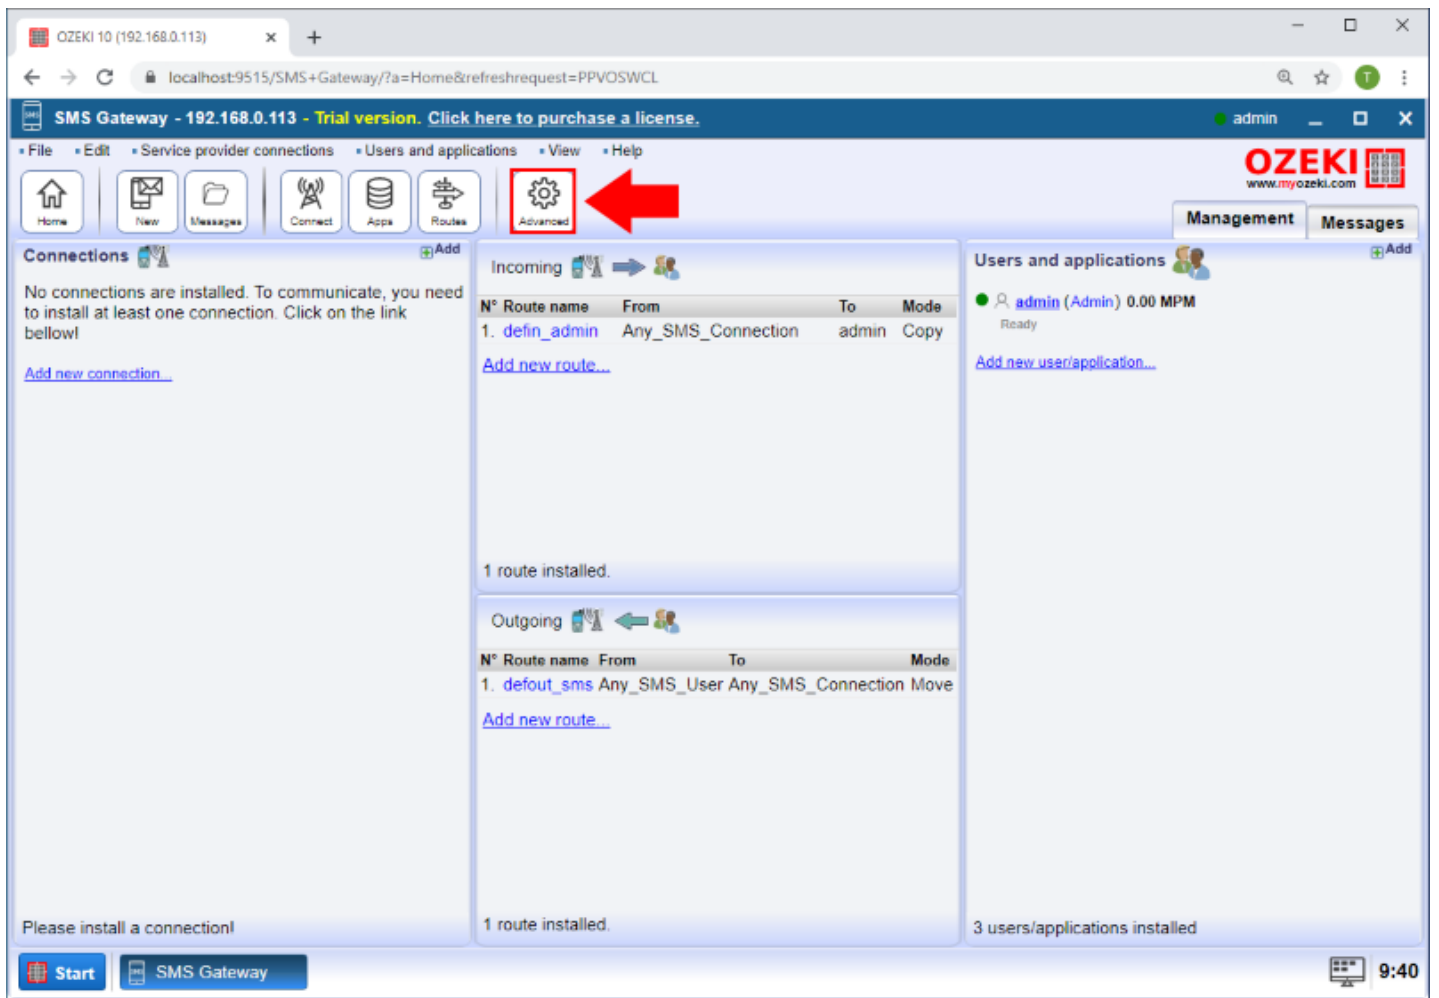 OZEKI 10 (192.168.0.113)
localhost:9515/SMS+Gateway/?a=Home&refreshrequest=PPVOSWCL
T
SMS Gateway - 192.168.0.113 - Trial version. Click here to purchase a license.
admin
File Edit Service provider connections Users and applications View Help
OZEKI
www.myozeki.com
Home New Messages Connect Apps Routes Advanced
Management Messages
Connections
Add
No connections are installed. To communicate, you need
to install at least one connection. Click on the link
bellow!
Add new connection...
Please install a connection!
Incoming
N° Route name From To Mode
1. defin_admin Any_SMS_Connection admin Copy
Add new route...
1 route installed.
Outgoing
N° Route name From To Mode
1. defout_sms Any_SMS_User Any_SMS_Connection Move
Add new route...
1 route installed.
Users and applications
Add
admin (Admin) 0.00 MPM
Ready
Add new user/application...
3 users/applications installed
Start SMS Gateway 9:40